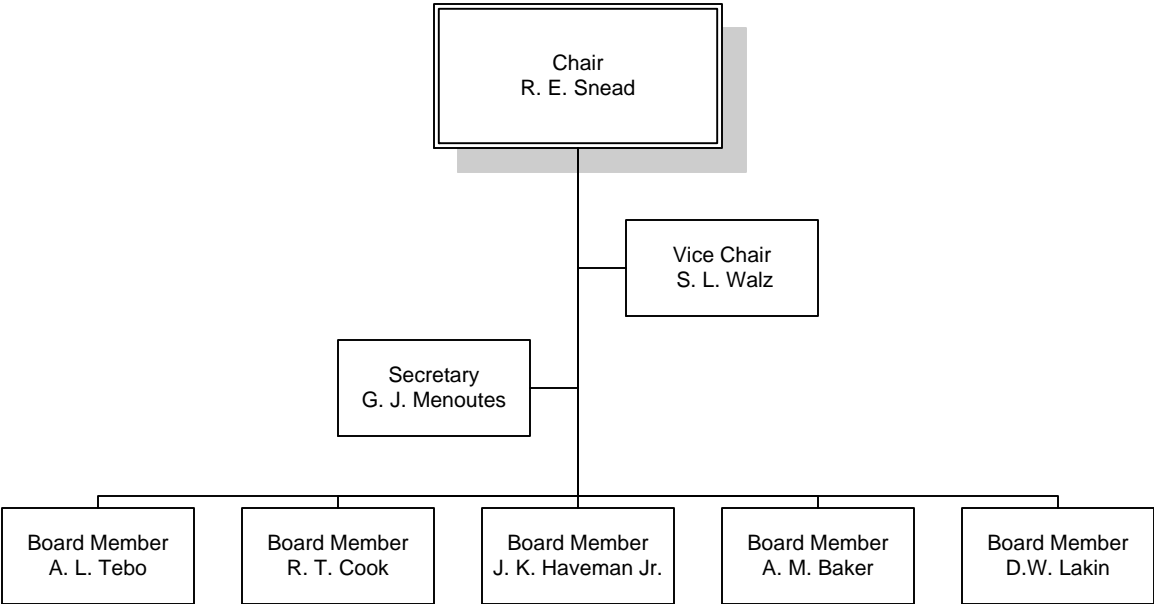 Chair
R. E. Snead
Vice Chair
S. L. Walz
Secretary
G. J. Menoutes
Board Member
A. L. Tebo
Board Member
R. T. Cook
Board Member
J. K. Haveman Jr.
Board Member
A. M. Baker
Board Member
D.W. Lakin